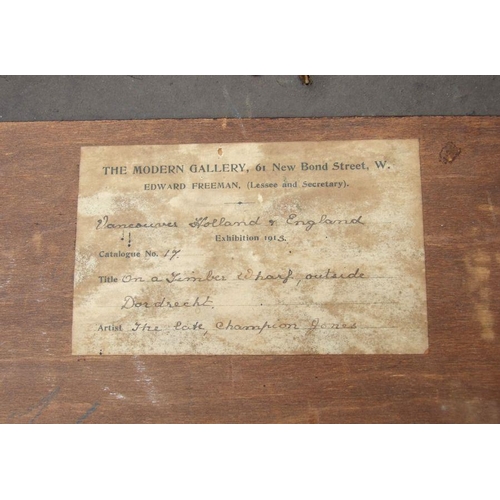 6
THE MODERN GALLERY, 61 New Bond Street, W.
EDWARD FREEMAN, (Lessee and Secretary).
Vancouver Holland & England
Exhibition 1913.
Catalogue No. 17.
Title On a Timber Wharf, outside
Dordrecht.
Artist The late, Champion Jones